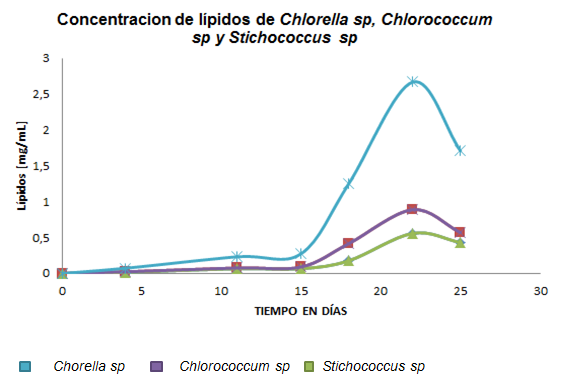 Concentracion de lípidos de Chlorella sp, Chlorococcum
sp y Stichococcus sp
3
2,5
2
1,5
1
0,5
0
Lípidos [mg/mL]
0 5 10 15 20 25 30
TIEMPO EN DÍAS
Chorella sp Chlorococcum sp Stichococcus sp